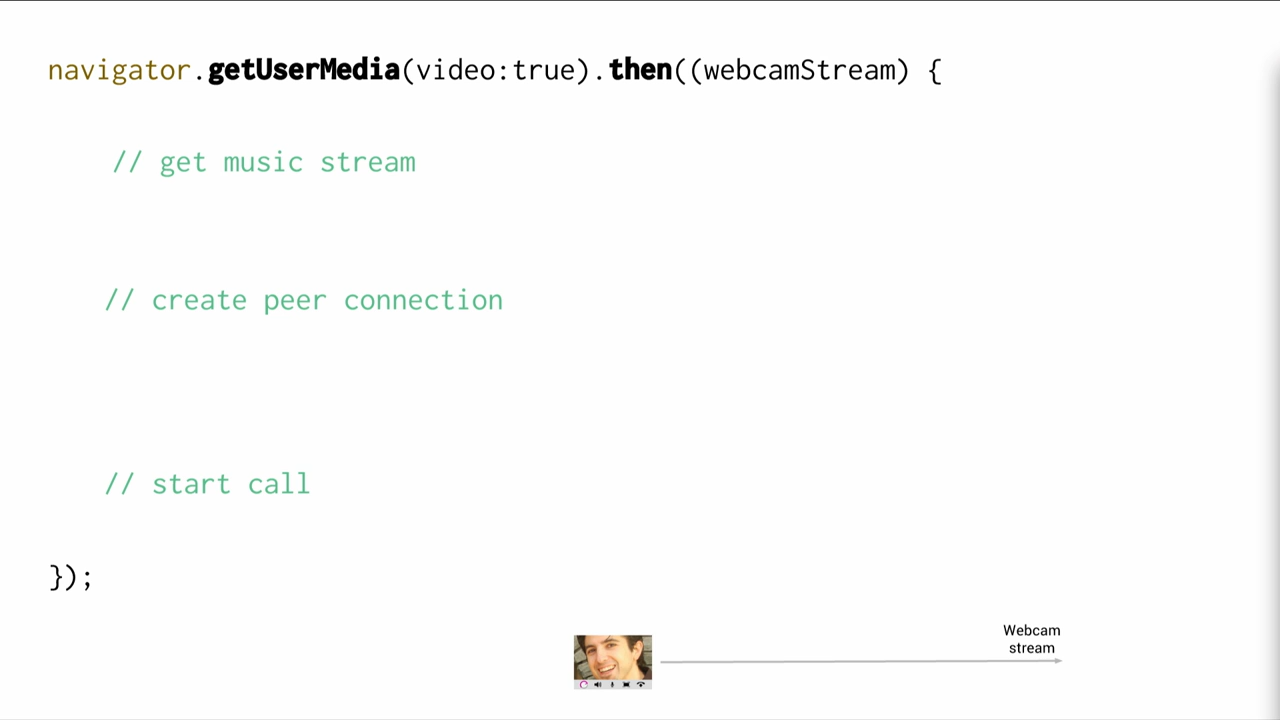 navigator.getUserMedia(video:true).then((webcamStream) {
// get music stream
// create peer connection
// start call
});
Webcam
stream